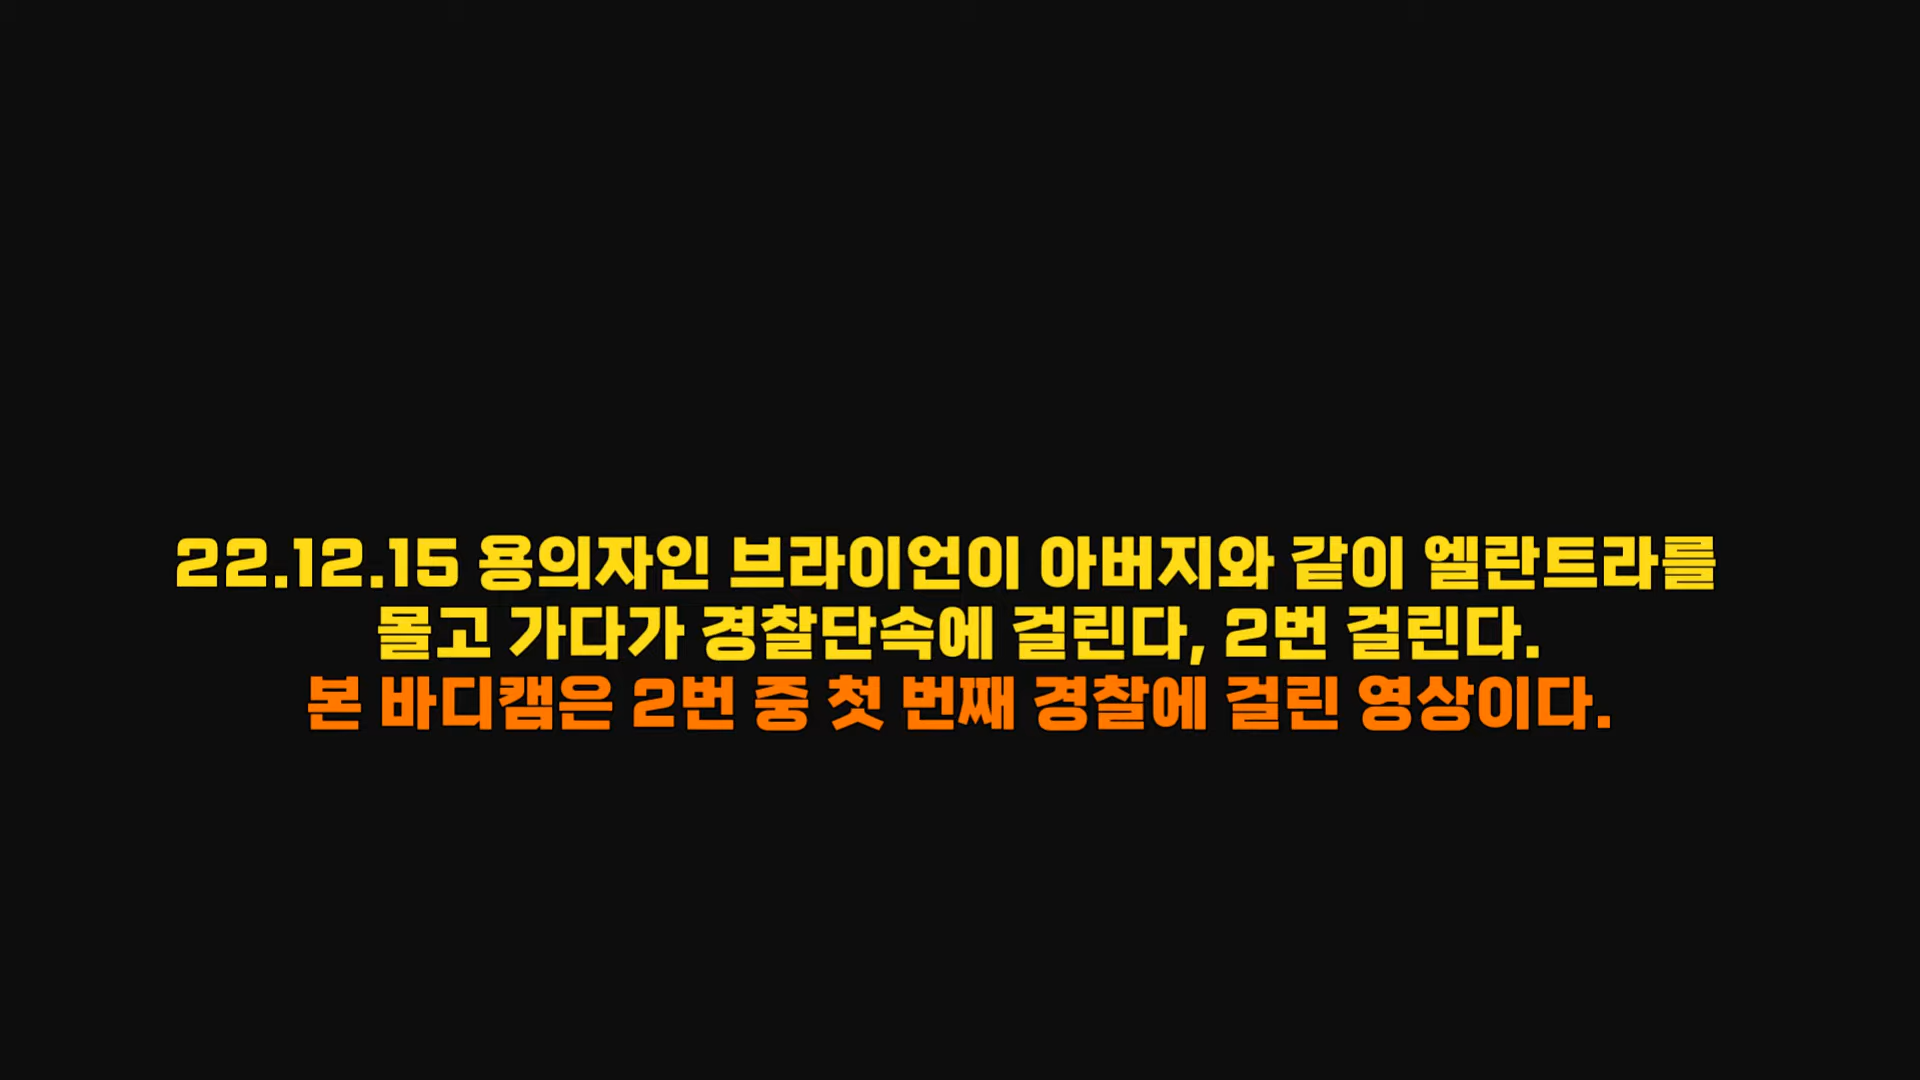 22.12.15 용의자인 브라이언이 아버지와 같이 엘란트라를
몰고 가다가 경찰단속에 걸린다, 2번 걸린다.
본 바디캠은 2번 중 첫 번째 경찰에 걸린 영상이다.